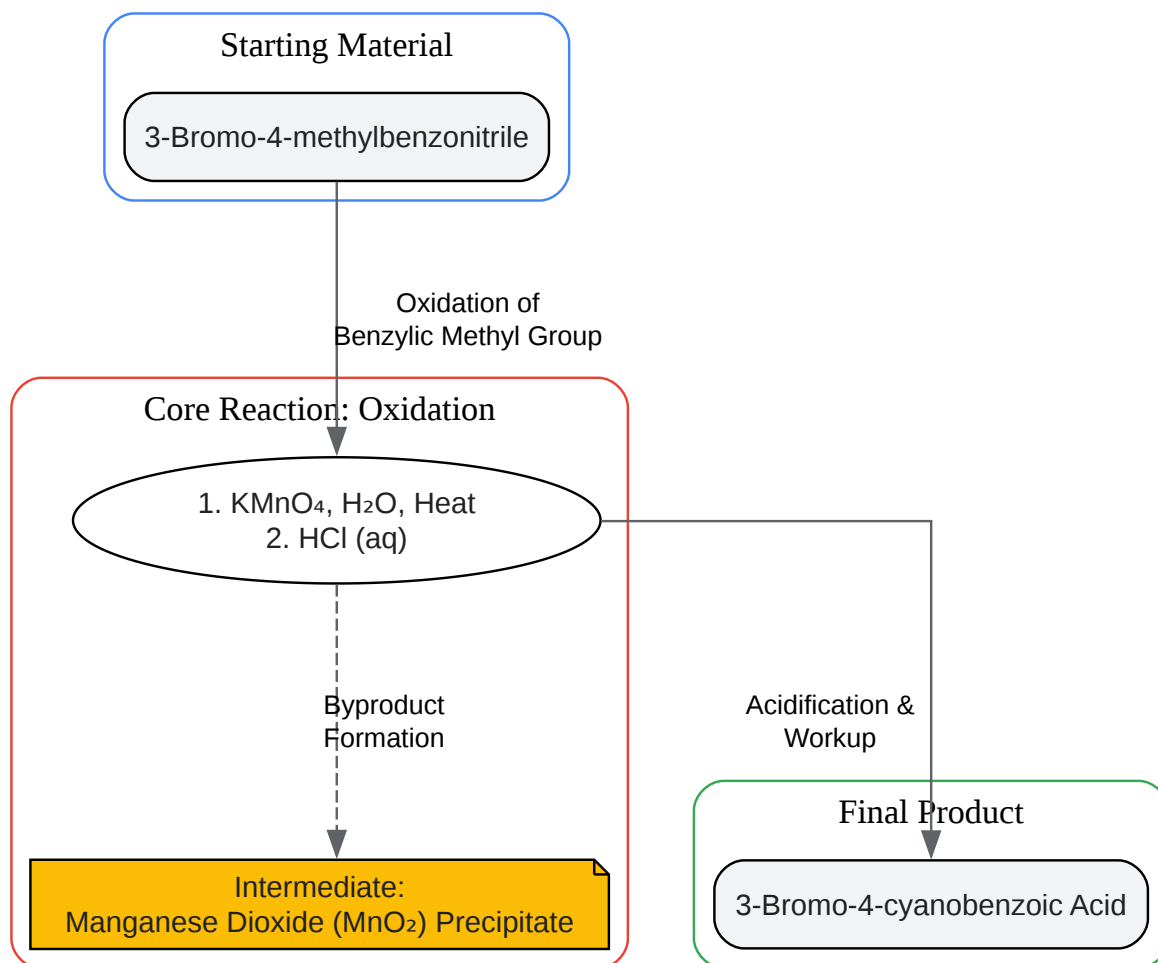 Starting Material
3-Bromo-4-methylbenzonitrile
Oxidation of
Benzylic Methyl Group
Core Reaction: Oxidation
1. KMnO₄, H₂O, Heat
2. HCl (aq)
Byproduct
Formation
Acidification &
Workup
Intermediate:
Manganese Dioxide (MnO₂) Precipitate
Final Product
3-Bromo-4-cyanobenzoic Acid